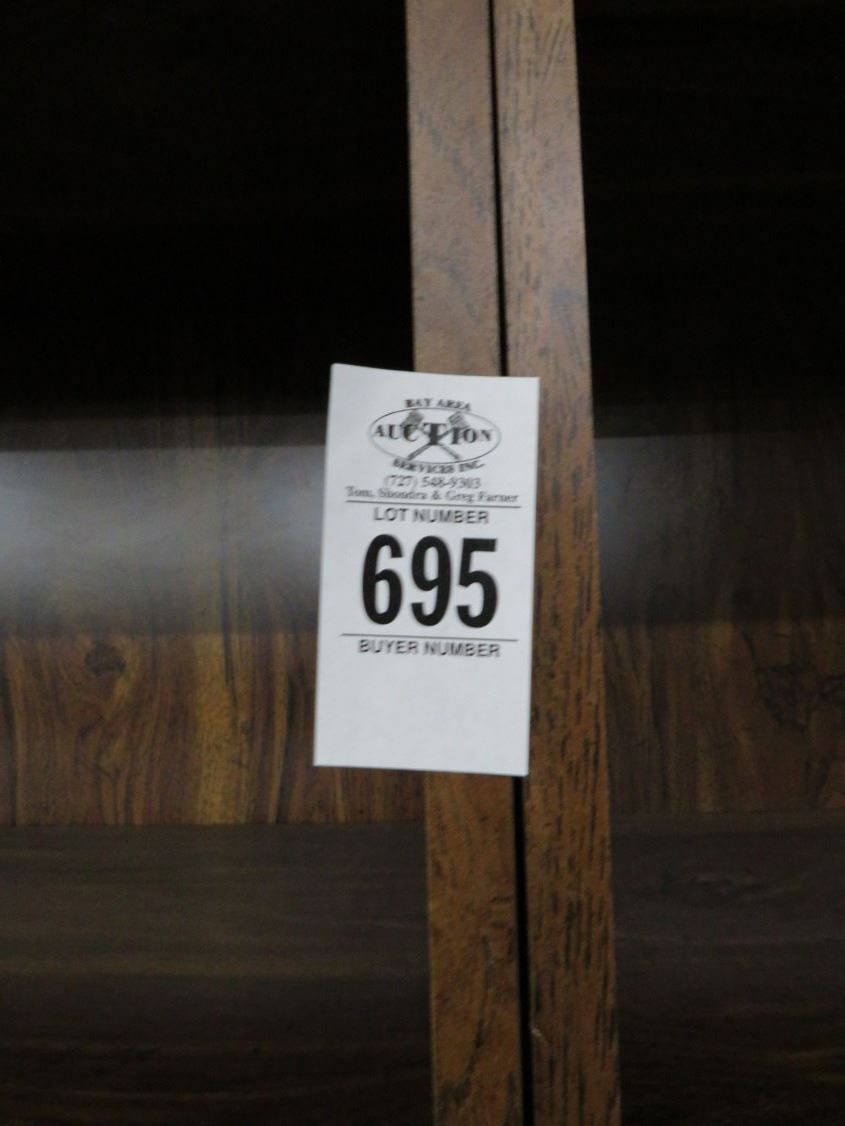 BAY AREA
AUCTION
SERVICES INC.
(727) 548-9303
Tom, Shondra & Greg Farner
LOT NUMBER
695
BUYER NUMBER